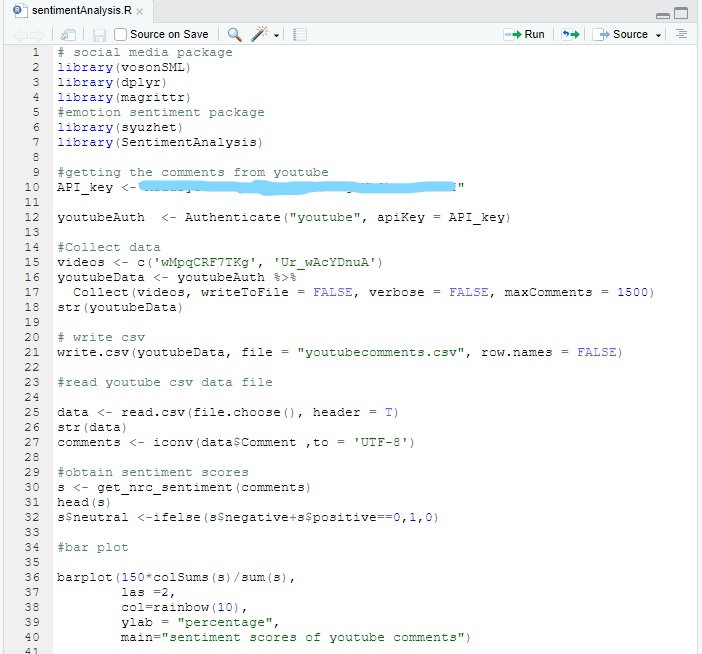 sentimentAnalysis.R
Source on Save
Run
Source
1 # social media package
2 library(vosonSML)
3 library(dplyr)
4 library(magrittr)
5 #emotion sentiment package
6 library(syuzhet)
7 library(SentimentAnalysis)
8
9 #getting the comments from youtube
10 API_key <- "
11
12 youtubeAuth  <- Authenticate("youtube", apiKey = API_key)
13
14 #Collect data
15 videos <- c('wMpqCRF7TKg', 'Ur_wAcYDnuA')
16 youtubeData <- youtubeAuth %>%
17   Collect(videos, writeToFile = FALSE, verbose = FALSE, maxComments = 1500)
18 str(youtubeData)
19
20 # write csv
21 write.csv(youtubeData, file = "youtubecomments.csv", row.names = FALSE)
22
23 #read youtube csv data file
24
25 data <- read.csv(file.choose(), header = T)
26 str(data)
27 comments <- iconv(data$Comment ,to = 'UTF-8')
28
29 #obtain sentiment scores
30 s <- get_nrc_sentiment(comments)
31 head(s)
32 s$neutral <-ifelse(s$negative+s$positive==0,1,0)
33
34 #bar plot
35
36 barplot(150*colSums(s)/sum(s),
37         las =2,
38         col=rainbow(10),
39         ylab = "percentage",
40         main="sentiment scores of youtube comments")
41